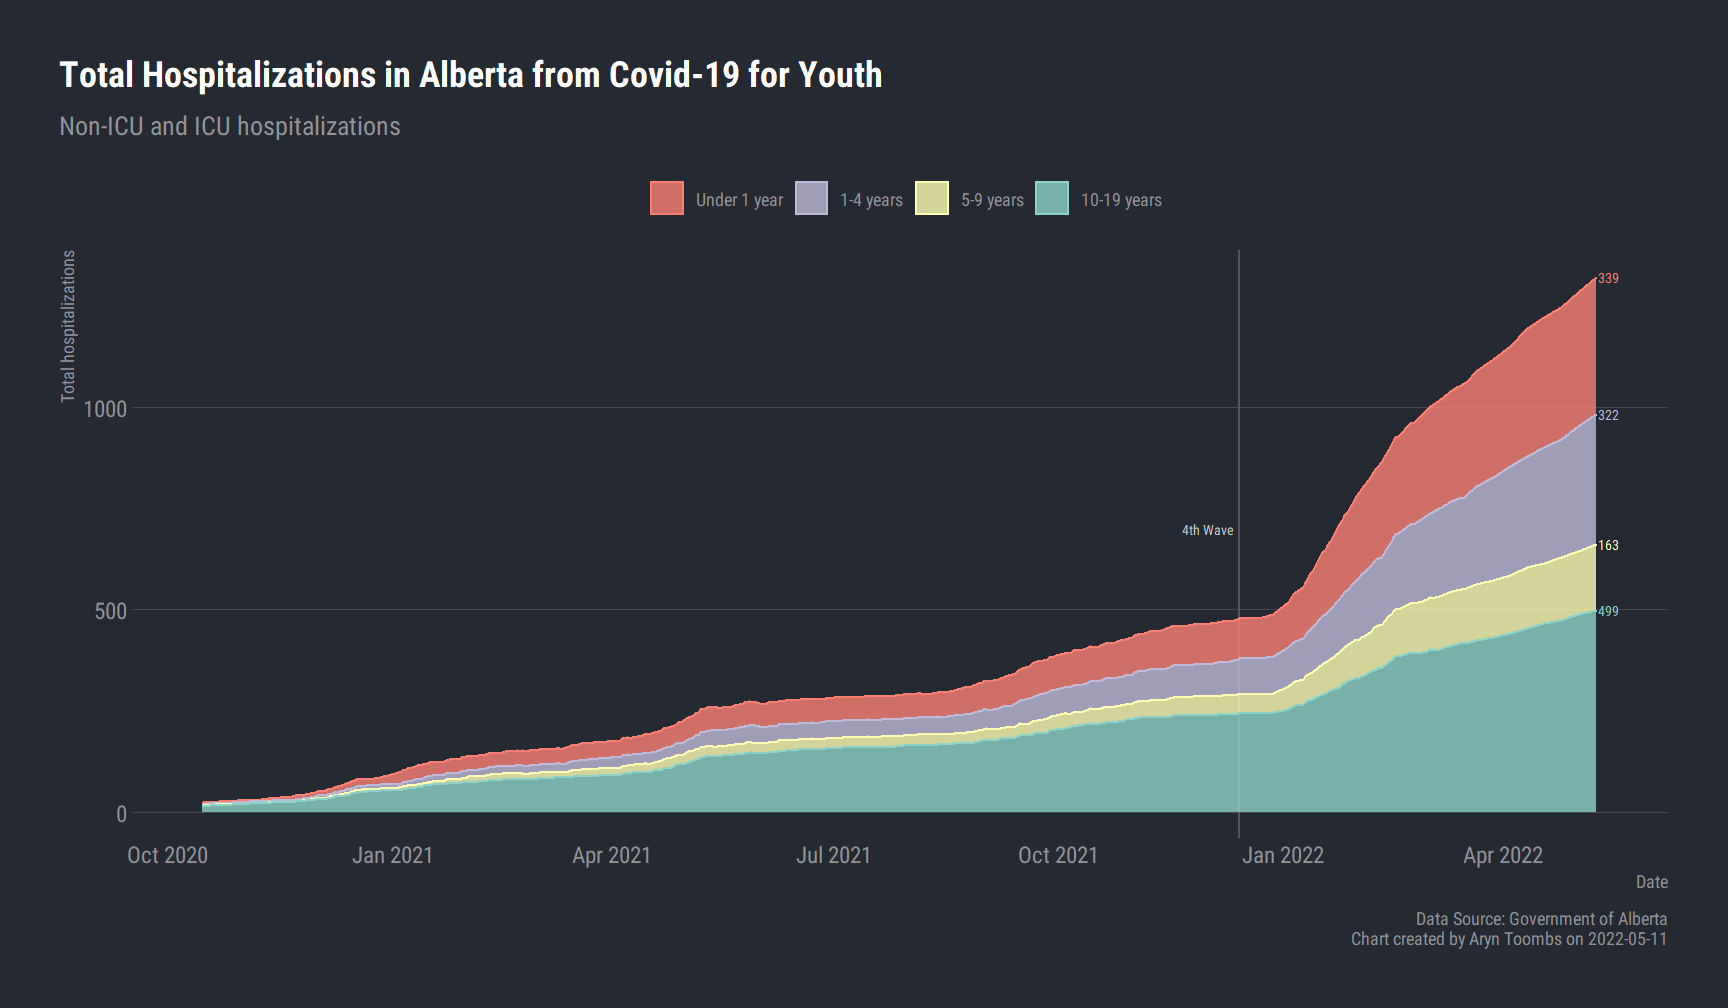 Total Hospitalizations in Alberta from Covid-19 for Youth
Non-ICU and ICU hospitalizations
Under 1 year
1-4 years
5-9 years
10-19 years
Total hospitalizations
1000
500
0
339
322
163
499
4th Wave
Oct 2020
Jan 2021
Apr 2021
Jul 2021
Oct 2021
Jan 2022
Apr 2022
Date
Data Source: Government of Alberta
Chart created by Aryn Toombs on 2022-05-11